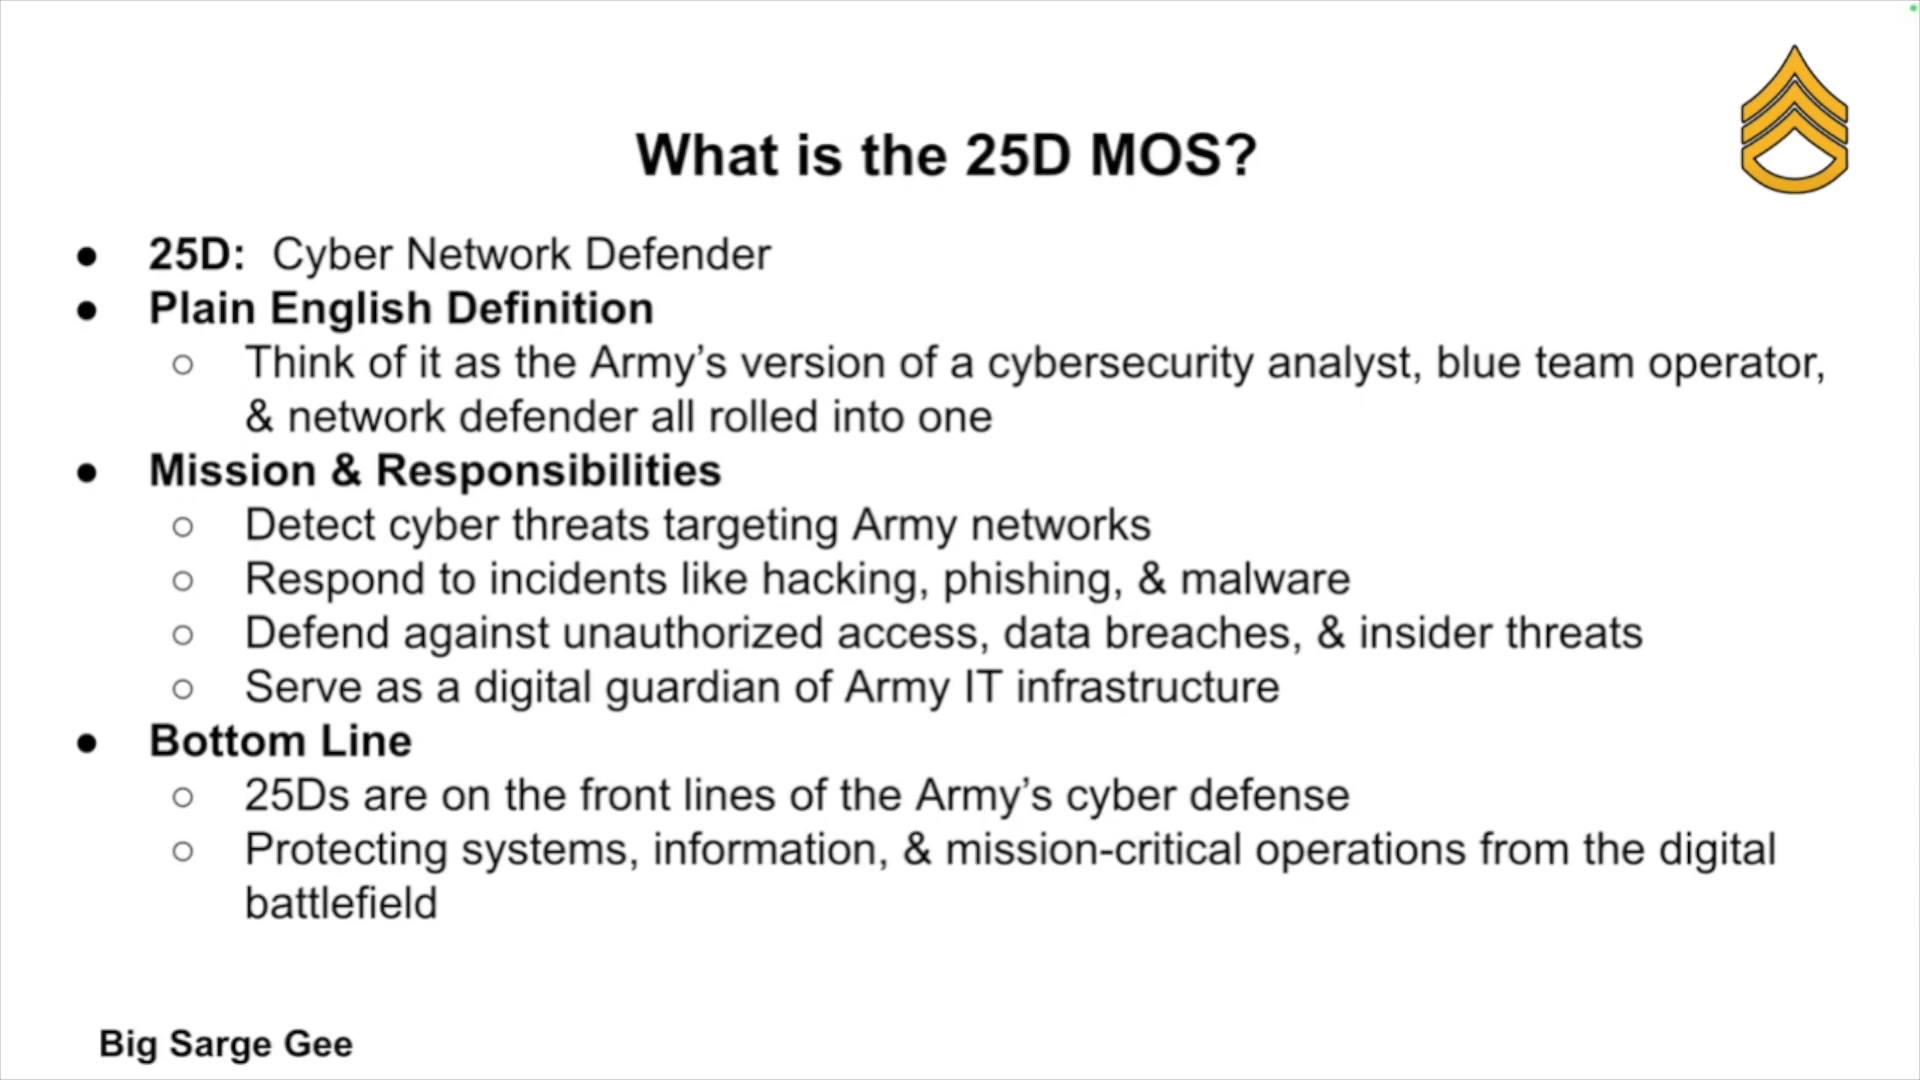 What is the 25D MOS?
● 25D: Cyber Network Defender
● Plain English Definition
○ Think of it as the Army’s version of a cybersecurity analyst, blue team operator,
& network defender all rolled into one
● Mission & Responsibilities
○ Detect cyber threats targeting Army networks
○ Respond to incidents like hacking, phishing, & malware
○ Defend against unauthorized access, data breaches, & insider threats
○ Serve as a digital guardian of Army IT infrastructure
● Bottom Line
○ 25Ds are on the front lines of the Army’s cyber defense
○ Protecting systems, information, & mission-critical operations from the digital
battlefield
Big Sarge Gee